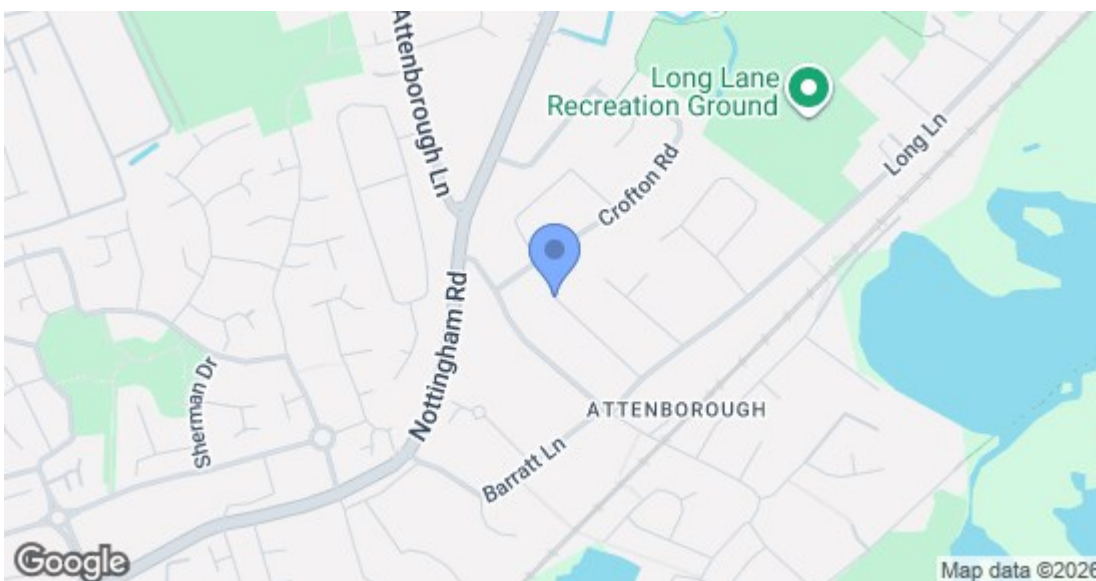 Attenborough Ln
Long Lane
Recreation Ground
Long Ln
Crofton Rd
Nottingham Rd
Sherman Dr
ATTENBOROUGH
Barratt Ln
Google
Map data ©2026